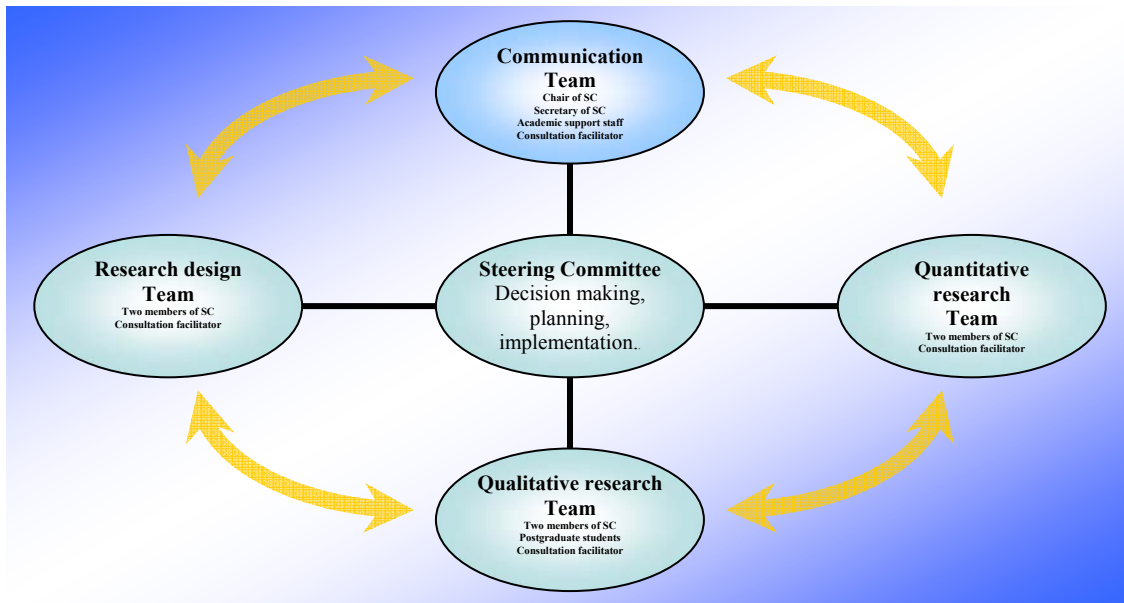 Communication
Team
Chair of SC
Secretary of SC
Academic support staff
Consultation facilitator
Research design
Team
Two members of SC
Consultation facilitator
Steering Committee
Decision making,
planning,
implementation..
Quantitative
research
Team
Two members of SC
Consultation facilitator
Qualitative research
Team
Two members of SC
Postgraduate students
Consultation facilitator